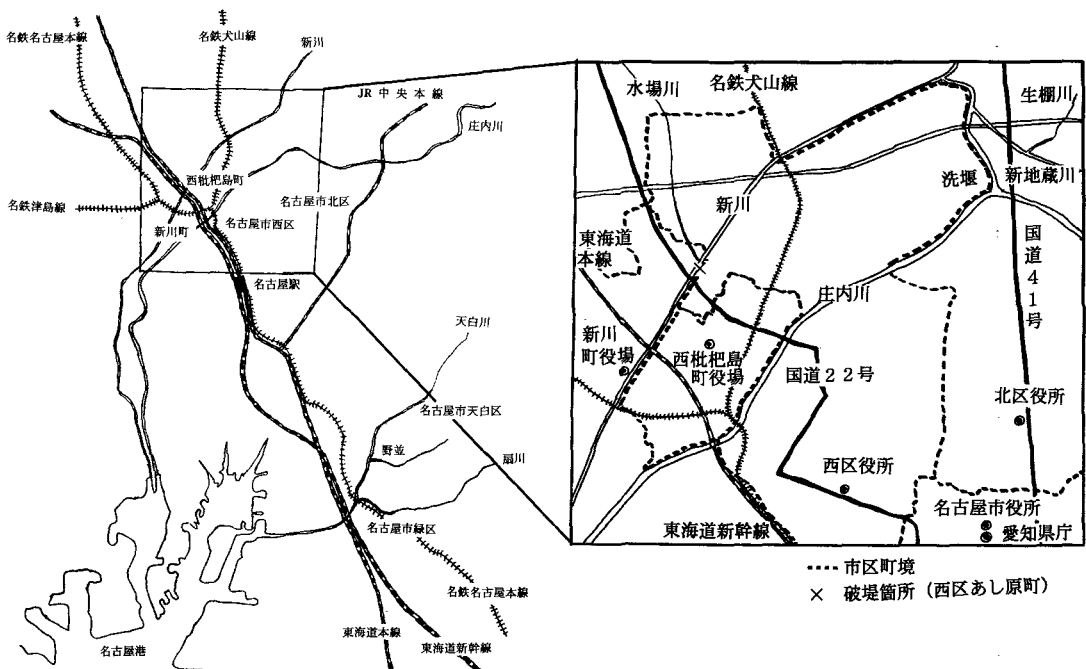 名鉄名古屋本線
名鉄犬山線
新川
JR中央本線
庄内川
西枇杷島町
名古屋市北区
名鉄津島線
名古屋市西区
新川町
名古屋駅
天白川
名古屋市天白区
野並
扇川
名古屋市緑区
名鉄名古屋本線
東海道本線
東海道新幹線
名古屋港
水場川
名鉄犬山線
生棚川
洗堰
新地蔵川
新川
東海道
本線
国道41号
庄内川
新川
町役場
西枇杷島
町役場
国道22号
北区役所
西区役所
名古屋市役所
愛知県庁
東海道新幹線
市区町境
× 破堤箇所(西区あし原町)